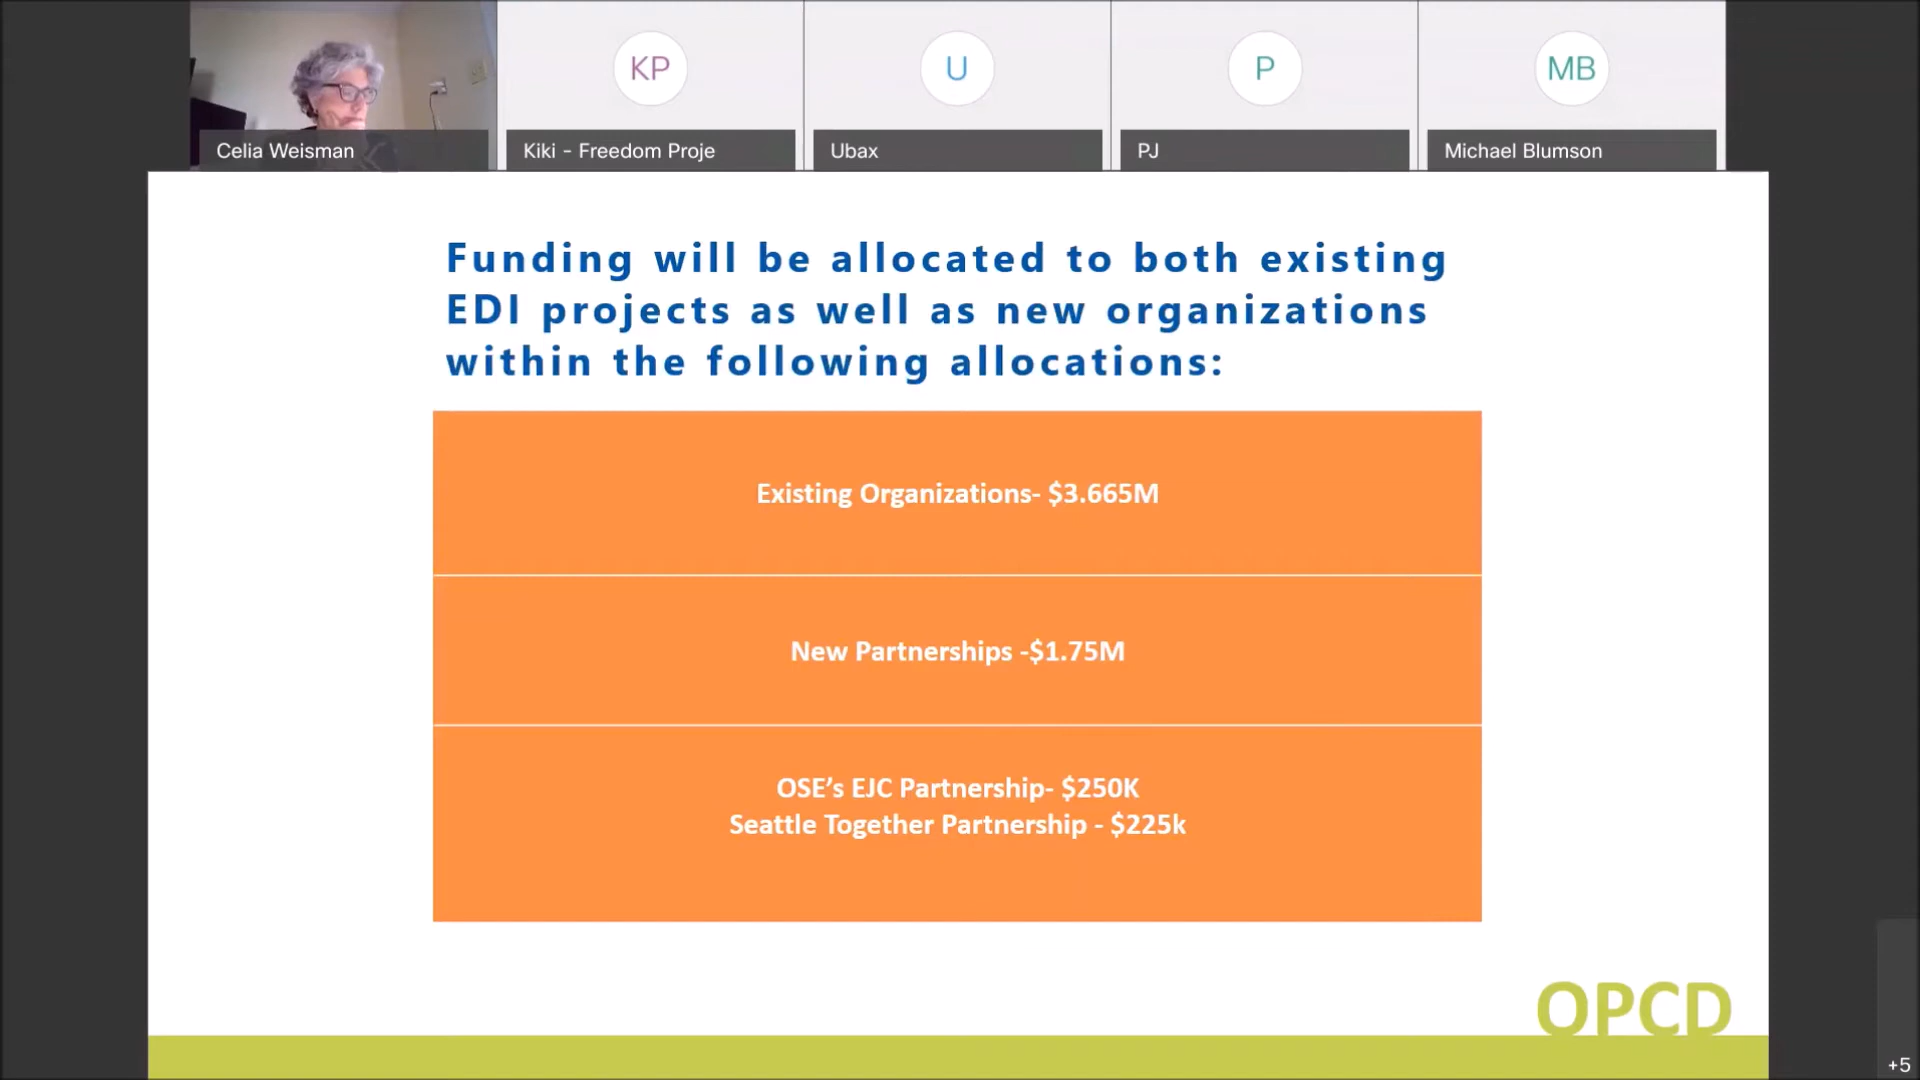 KP
U
P
MB
Celia Weisman
Kiki - Freedom Proje
Ubax
PJ
Michael Blumson
Funding will be allocated to both existing
EDI projects as well as new organizations
within the following allocations:
Existing Organizations- $3.665M
New Partnerships -$1.75M
OSE’s EJC Partnership- $250K
Seattle Together Partnership - $225k
OPCD
+5